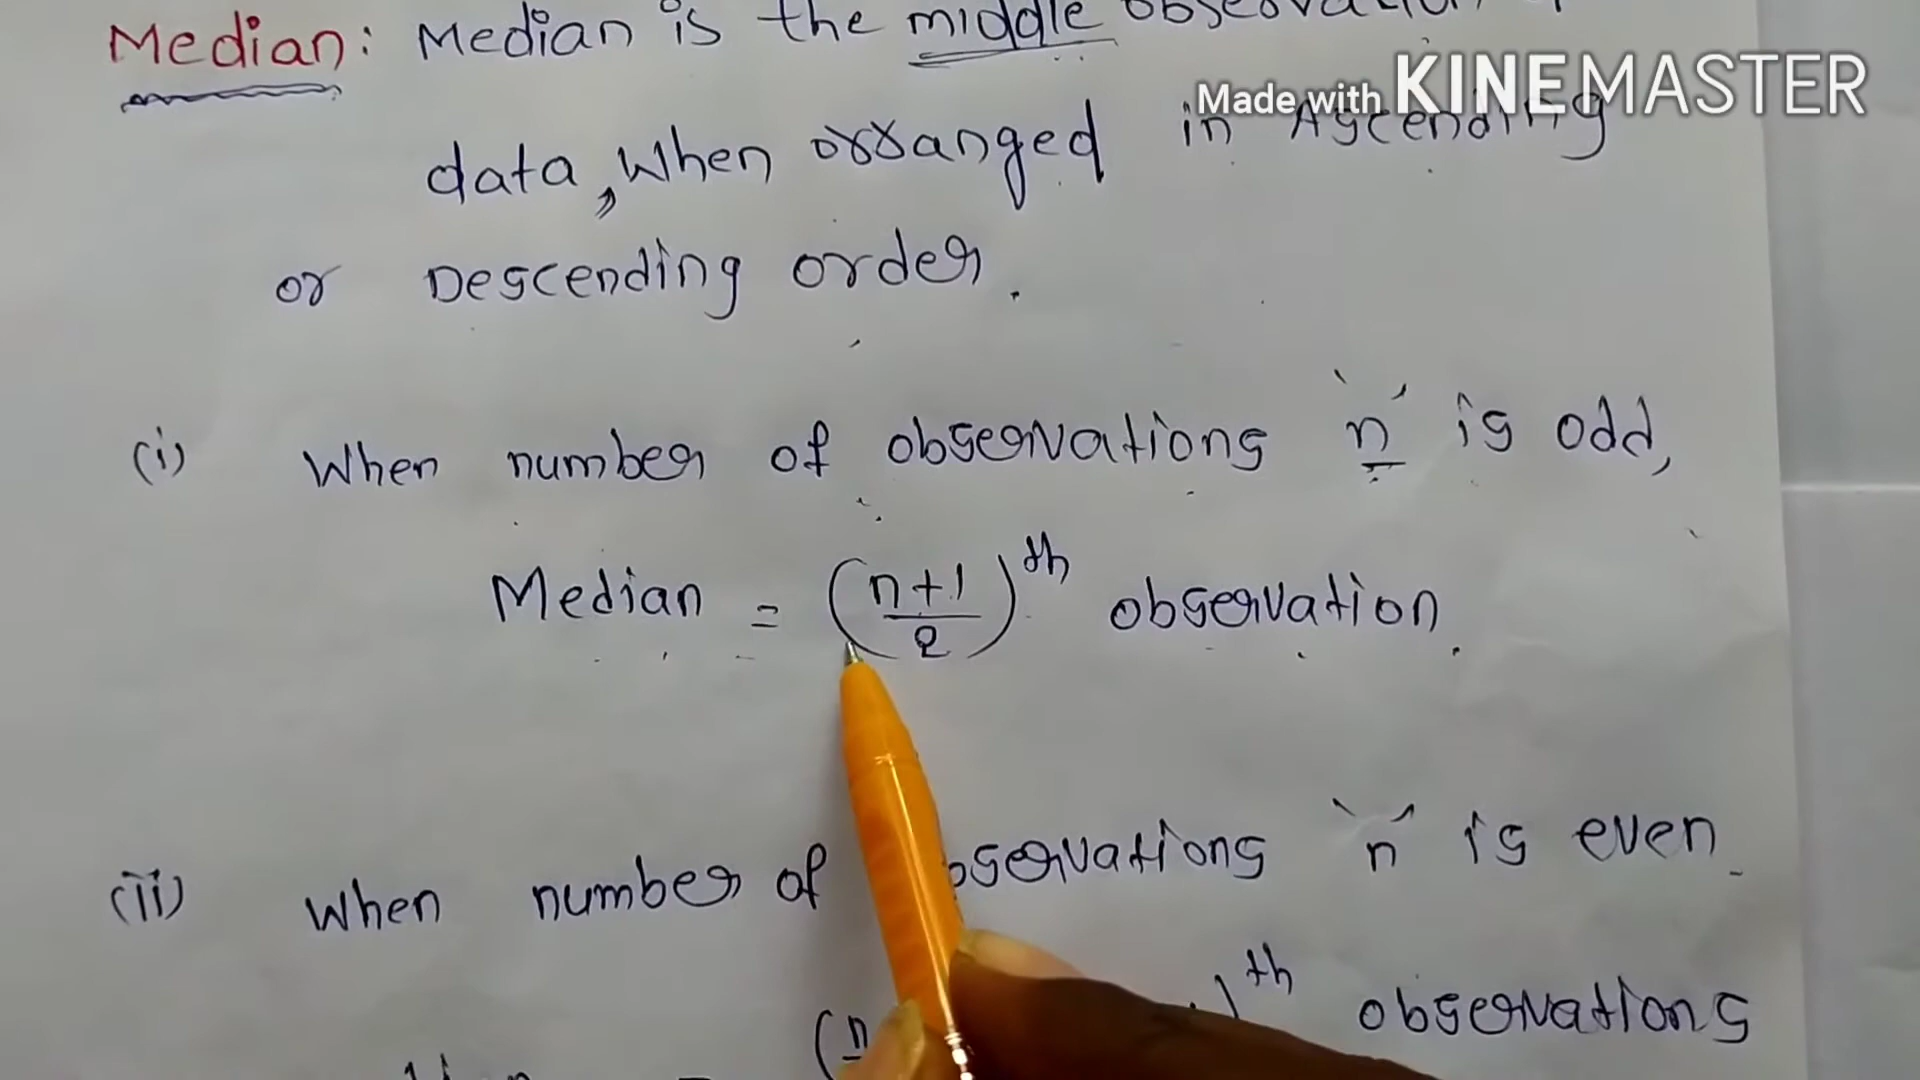 Median: Median is the middle
Made with KINEMASTER
data, when arranged in Ascending
or Descending order.
(i) When number of observations `n´ is odd,
Median = (n+1/2)th observation.
(ii) When number of observations `n´ is even.
th observations